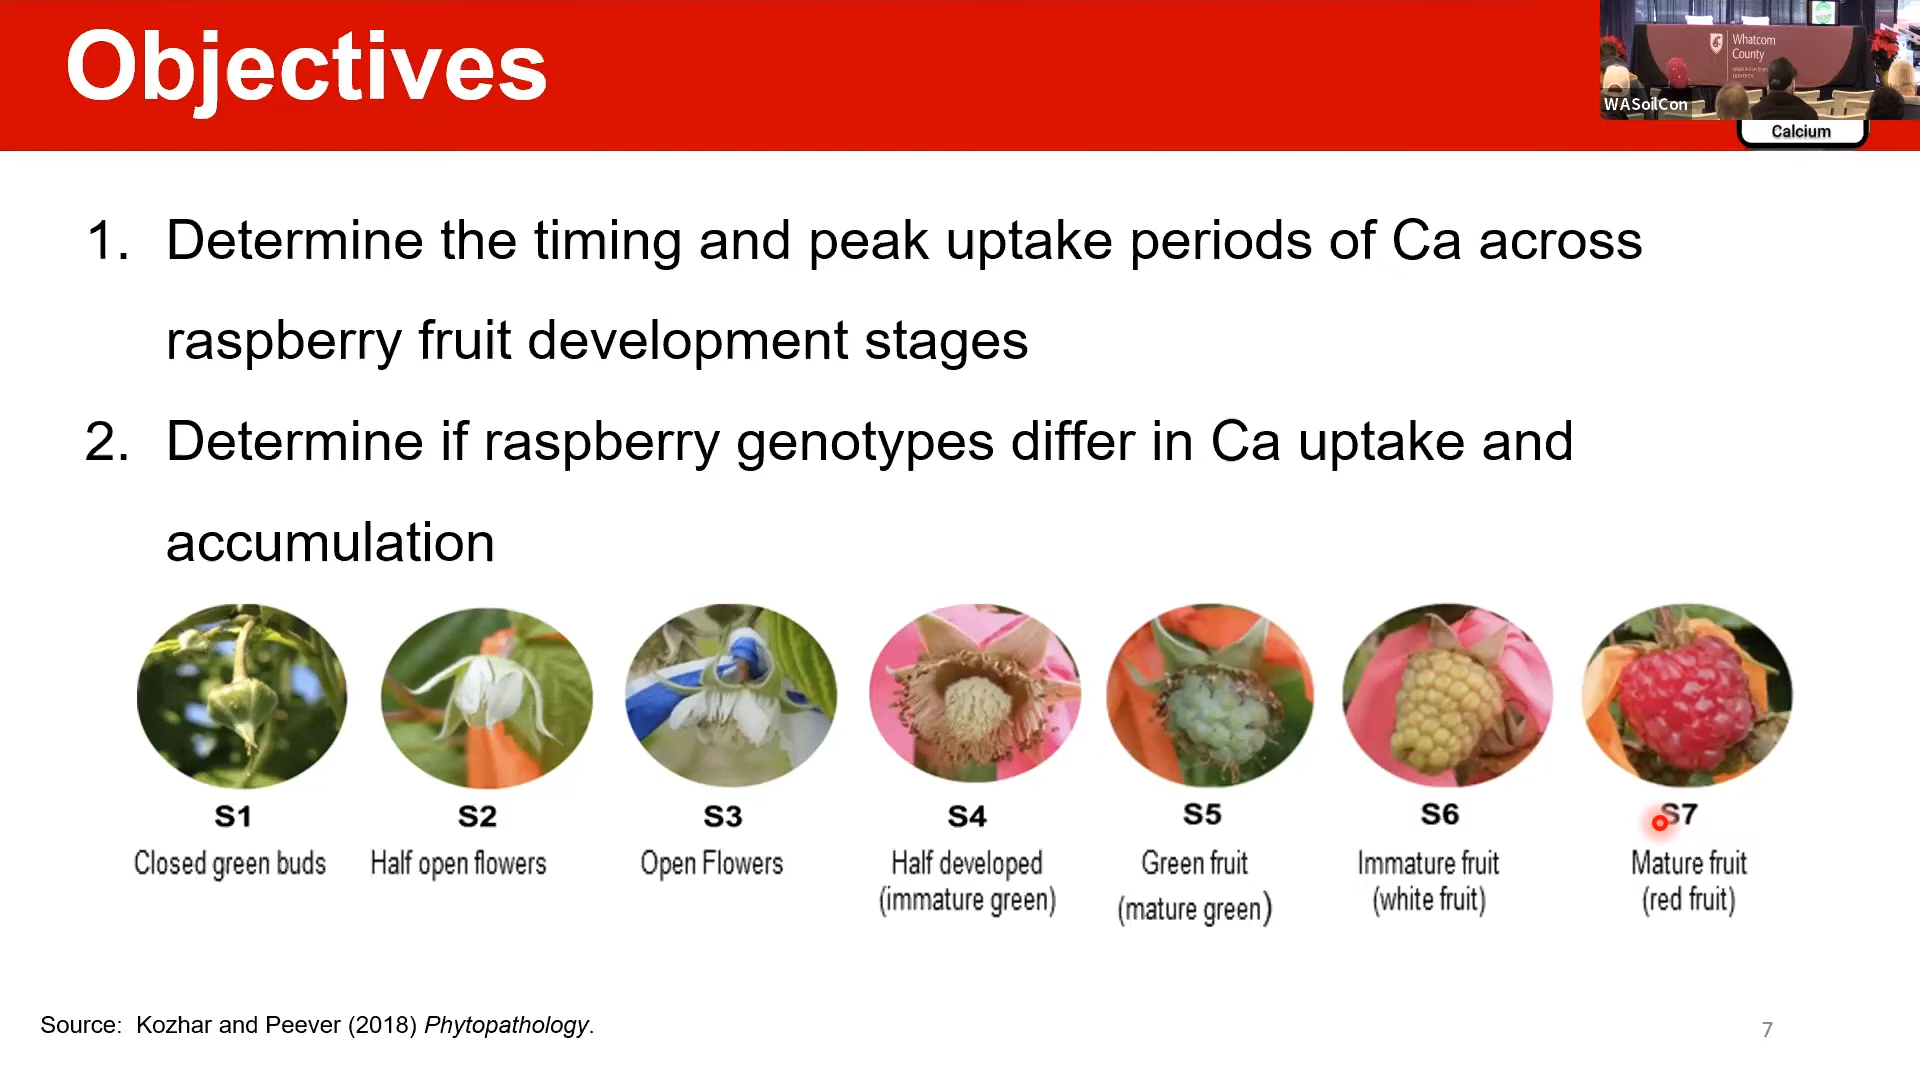 Objectives
Whatcom
County
WASoilCon
Calcium
1. Determine the timing and peak uptake periods of Ca across
raspberry fruit development stages
2. Determine if raspberry genotypes differ in Ca uptake and
accumulation
S1
Closed green buds
S2
Half open flowers
S3
Open Flowers
S4
Half developed
(immature green)
S5
Green fruit
(mature green)
S6
Immature fruit
(white fruit)
S7
Mature fruit
(red fruit)
Source: Kozhar and Peever (2018) Phytopathology.
7